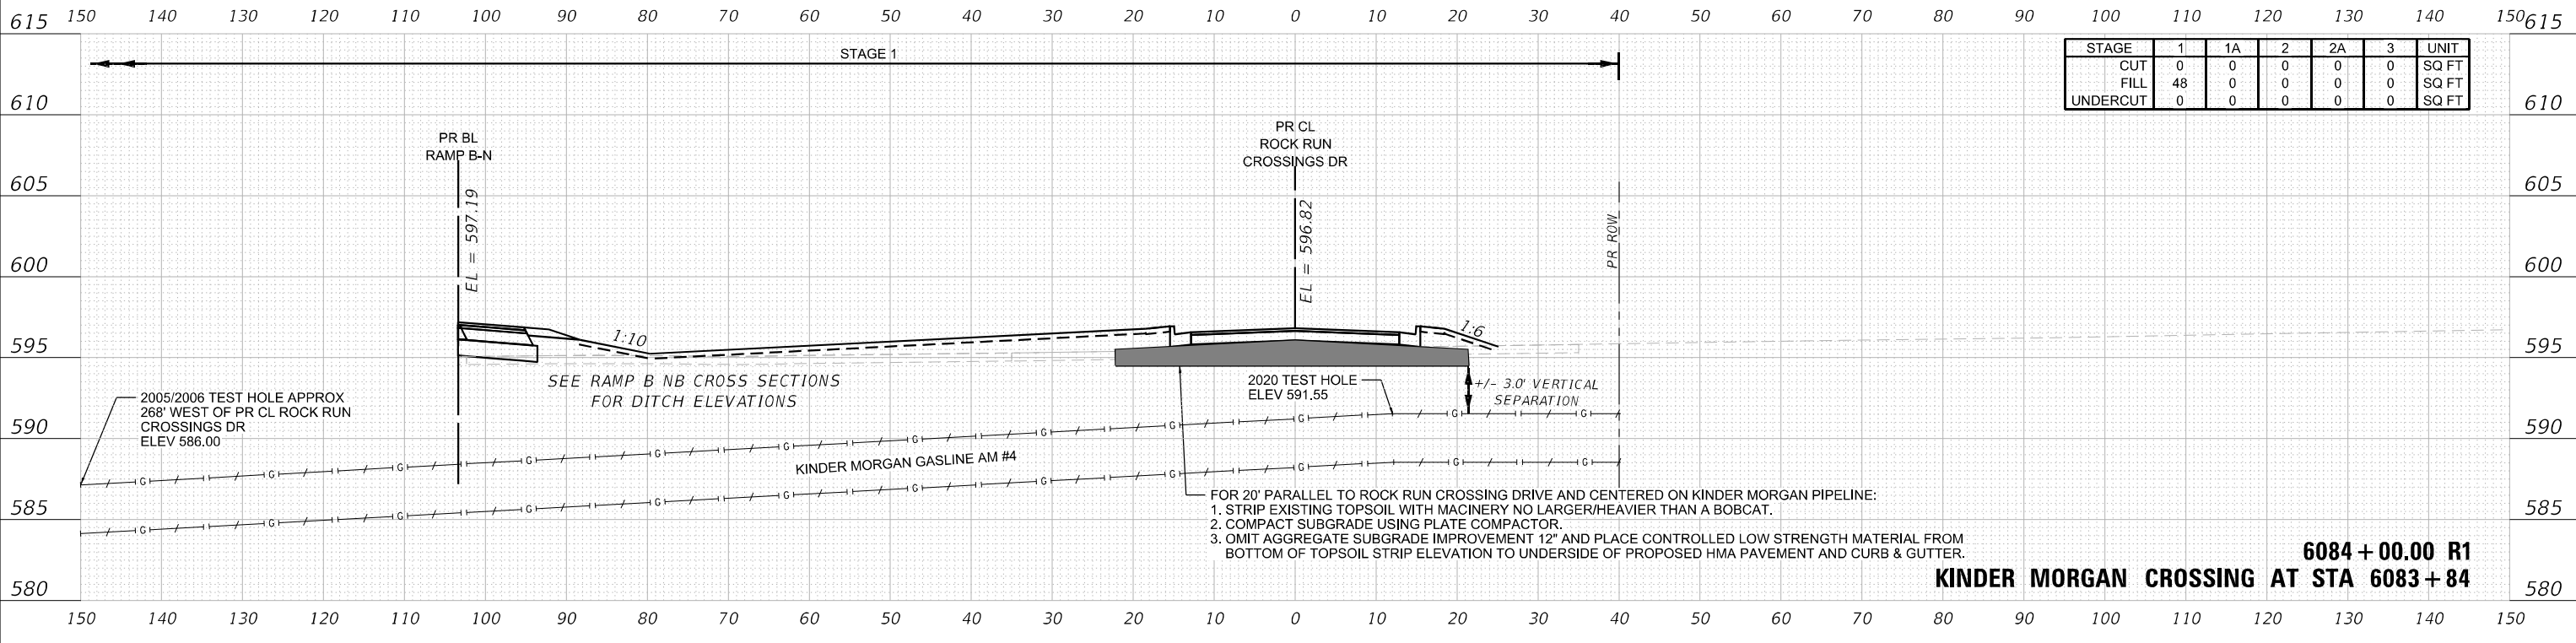 150 140 130 120 110 100 90 80 70 60 50 40 30 20 10 0 10 20 30 40 50 60 70 80 90 100 110 120 130 140 150
615 615
STAGE 1
STAGE 1 1A 2 2A 3 UNIT
CUT 0 0 0 0 0 SQ FT
FILL 48 0 0 0 0 SQ FT
UNDERCUT 0 0 0 0 0 SQ FT
610 610
PR BL
RAMP B-N
PR CL
ROCK RUN
CROSSINGS DR
605 605
EL = 597.19
EL = 596.82
PR ROW
600 600
1:10
1:6
595 595
SEE RAMP B NB CROSS SECTIONS
FOR DITCH ELEVATIONS
2020 TEST HOLE
ELEV 591.55
+/- 3.0' VERTICAL
SEPARATION
2005/2006 TEST HOLE APPROX
268' WEST OF PR CL ROCK RUN
CROSSINGS DR
ELEV 586.00
590 590
G G G G G G G G G G G G
KINDER MORGAN GASLINE AM #4
G G G G G G G G G G G G
585 585
FOR 20' PARALLEL TO ROCK RUN CROSSING DRIVE AND CENTERED ON KINDER MORGAN PIPELINE:
1. STRIP EXISTING TOPSOIL WITH MACINERY NO LARGER/HEAVIER THAN A BOBCAT.
2. COMPACT SUBGRADE USING PLATE COMPACTOR.
3. OMIT AGGREGATE SUBGRADE IMPROVEMENT 12" AND PLACE CONTROLLED LOW STRENGTH MATERIAL FROM
BOTTOM OF TOPSOIL STRIP ELEVATION TO UNDERSIDE OF PROPOSED HMA PAVEMENT AND CURB & GUTTER.
6084+00.00 R1
KINDER MORGAN CROSSING AT STA 6083+84
580 580
150 140 130 120 110 100 90 80 70 60 50 40 30 20 10 0 10 20 30 40 50 60 70 80 90 100 110 120 130 140 150